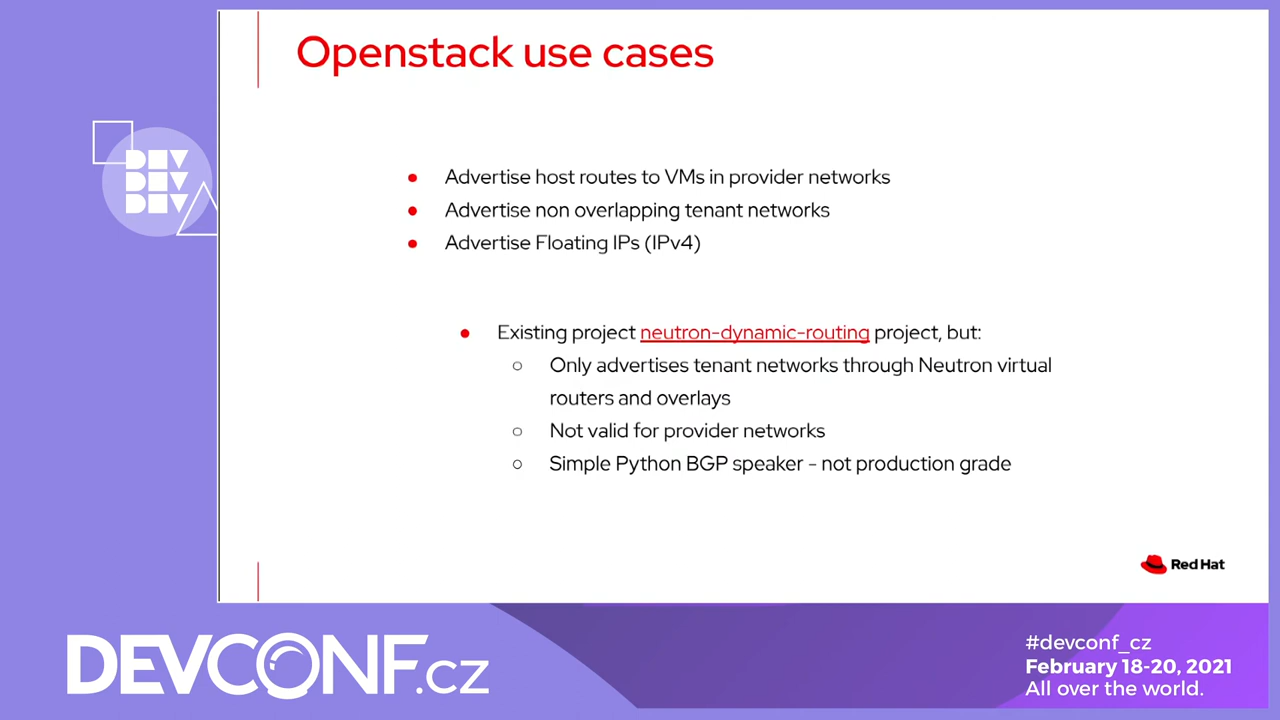 Openstack use cases
DEV
DEV
DEV
● Advertise host routes to VMs in provider networks
● Advertise non overlapping tenant networks
● Advertise Floating IPs (IPv4)
● Existing project neutron-dynamic-routing project, but:
○ Only advertises tenant networks through Neutron virtual
routers and overlays
○ Not valid for provider networks
○ Simple Python BGP speaker - not production grade
Red Hat
DEVCONF.cz
#devconf_cz
February 18-20, 2021
All over the world.